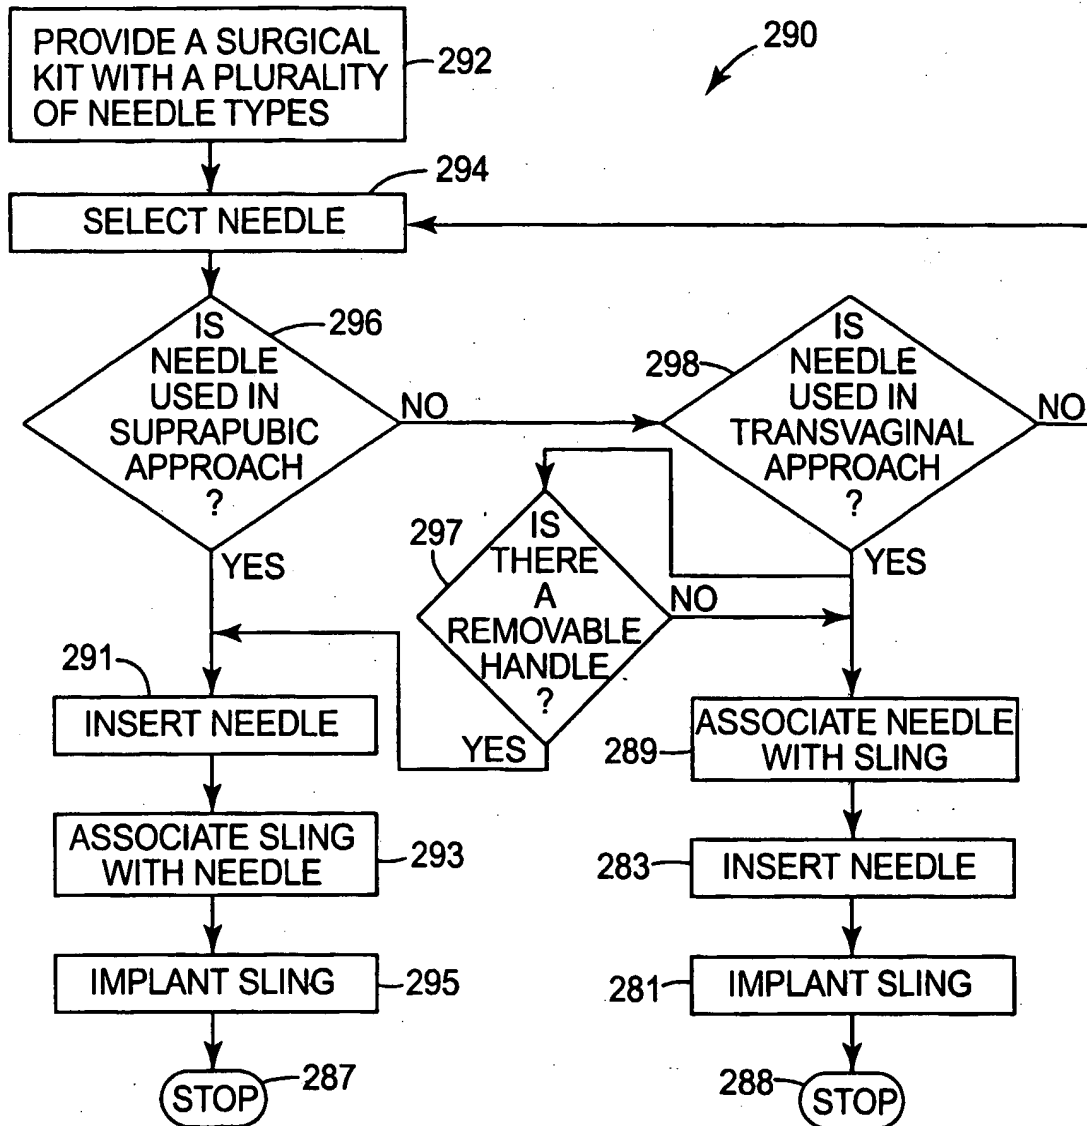 PROVIDE A SURGICAL
KIT WITH A PLURALITY
OF NEEDLE TYPES
292
290
294
SELECT NEEDLE
296
IS
NEEDLE
USED IN
SUPRAPUBIC
APPROACH
?
NO
YES
298
IS
NEEDLE
USED IN
TRANSVAGINAL
APPROACH
?
NO
YES
297
IS
THERE
A
REMOVABLE
HANDLE
?
NO
YES
291
INSERT NEEDLE
ASSOCIATE SLING
WITH NEEDLE
293
IMPLANT SLING
295
STOP
287
289
ASSOCIATE NEEDLE
WITH SLING
283
INSERT NEEDLE
281
IMPLANT SLING
288
STOP